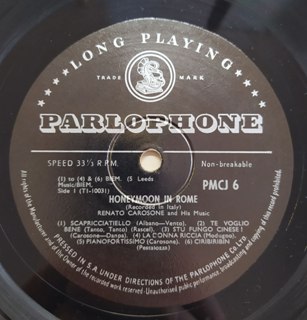 LONG PLAYING
TRADE MARK
PARLOPHONE
SPEED 33⅓ R.P.M.
Non-breakable
(1) to (4) & (6) BIEM. (5 Leeds
Music/BIEM.
Side 1 (T1-10031)
PMCJ 6
HONEYMOON IN ROME
(Recorded in Italy)
RENATO CAROSONE and His Music
(1) SCAPRICCIATIELLO (Albano—Vento). (2) TE VOGLIO
BENE (Tanto, Tanto) (Rascel). (3) STU FUNGO CINESE!
(Carosone—Danpa). (4) LA DONNA RICCIA (Modugno).
(5) PIANOFORTISSIMO (Carosone). (6) CIRIBIRIBIN
(Pestalozza)
PRESSED IN S.A. UNDER DIRECTIONS OF THE PARLOPHONE Co. Ltd.
All rights of the Manufacturer and of the Owner of the recorded work reserved. Unauthorised public performance, broadcasting and copying of this record prohibited.